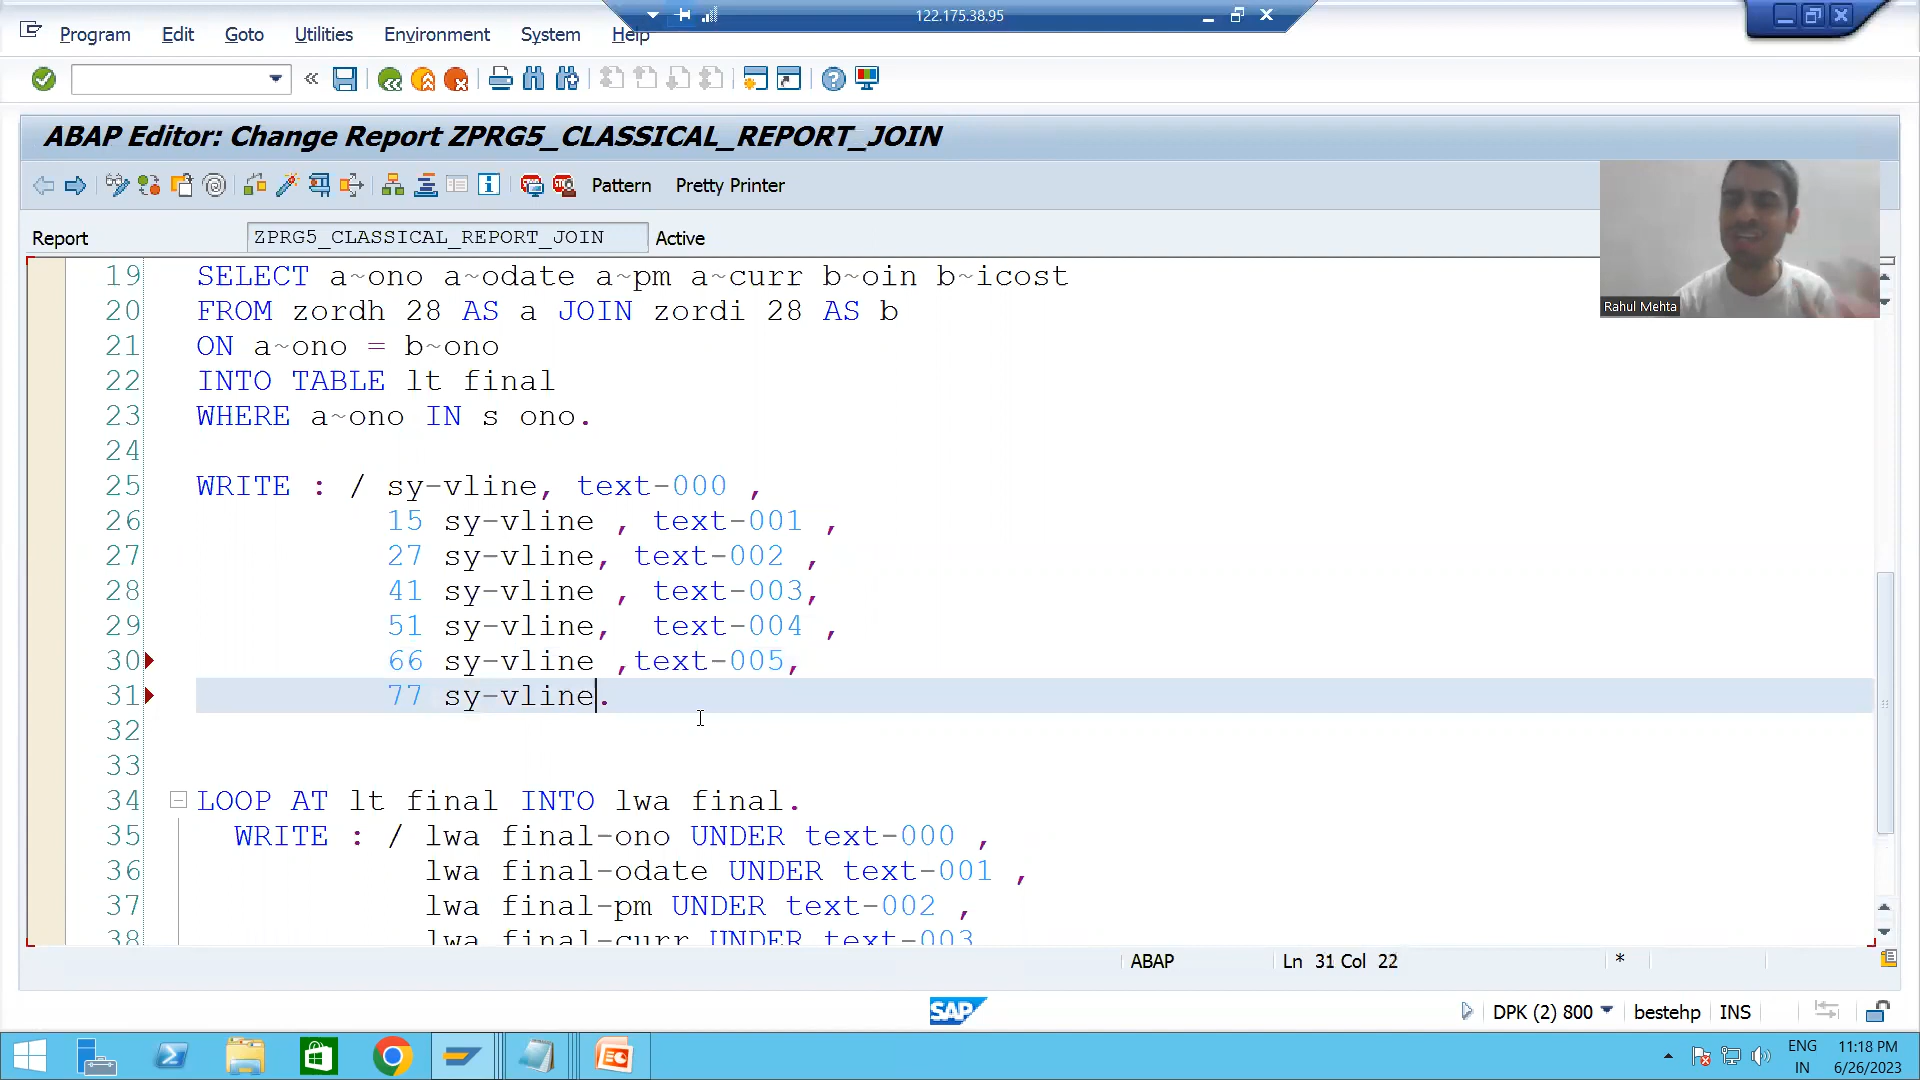 122.175.38.95
Program Edit Goto Utilities Environment System Help
ABAP Editor: Change Report ZPRG5_CLASSICAL_REPORT_JOIN
Pattern Pretty Printer
Report ZPRG5_CLASSICAL_REPORT_JOIN Active
Rahul Mehta
19 SELECT a~ono a~odate a~pm a~curr b~oin b~icost
20 FROM zordh 28 AS a JOIN zordi 28 AS b
21 ON a~ono = b~ono
22 INTO TABLE lt final
23 WHERE a~ono IN s ono.
24
25 WRITE : / sy-vline, text-000 ,
26 15 sy-vline , text-001 ,
27 27 sy-vline, text-002 ,
28 41 sy-vline , text-003,
29 51 sy-vline, text-004 ,
30 66 sy-vline ,text-005,
31 77 sy-vline.
32
33
34 LOOP AT lt final INTO lwa final.
35 WRITE : / lwa final-ono UNDER text-000 ,
36 lwa final-odate UNDER text-001 ,
37 lwa final-pm UNDER text-002 ,
38 lwa final-curr UNDER text-003
ABAP Ln 31 Col 22 *
SAP DPK (2) 800 bestehp INS
ENG 11:18 PM
IN 6/26/2023